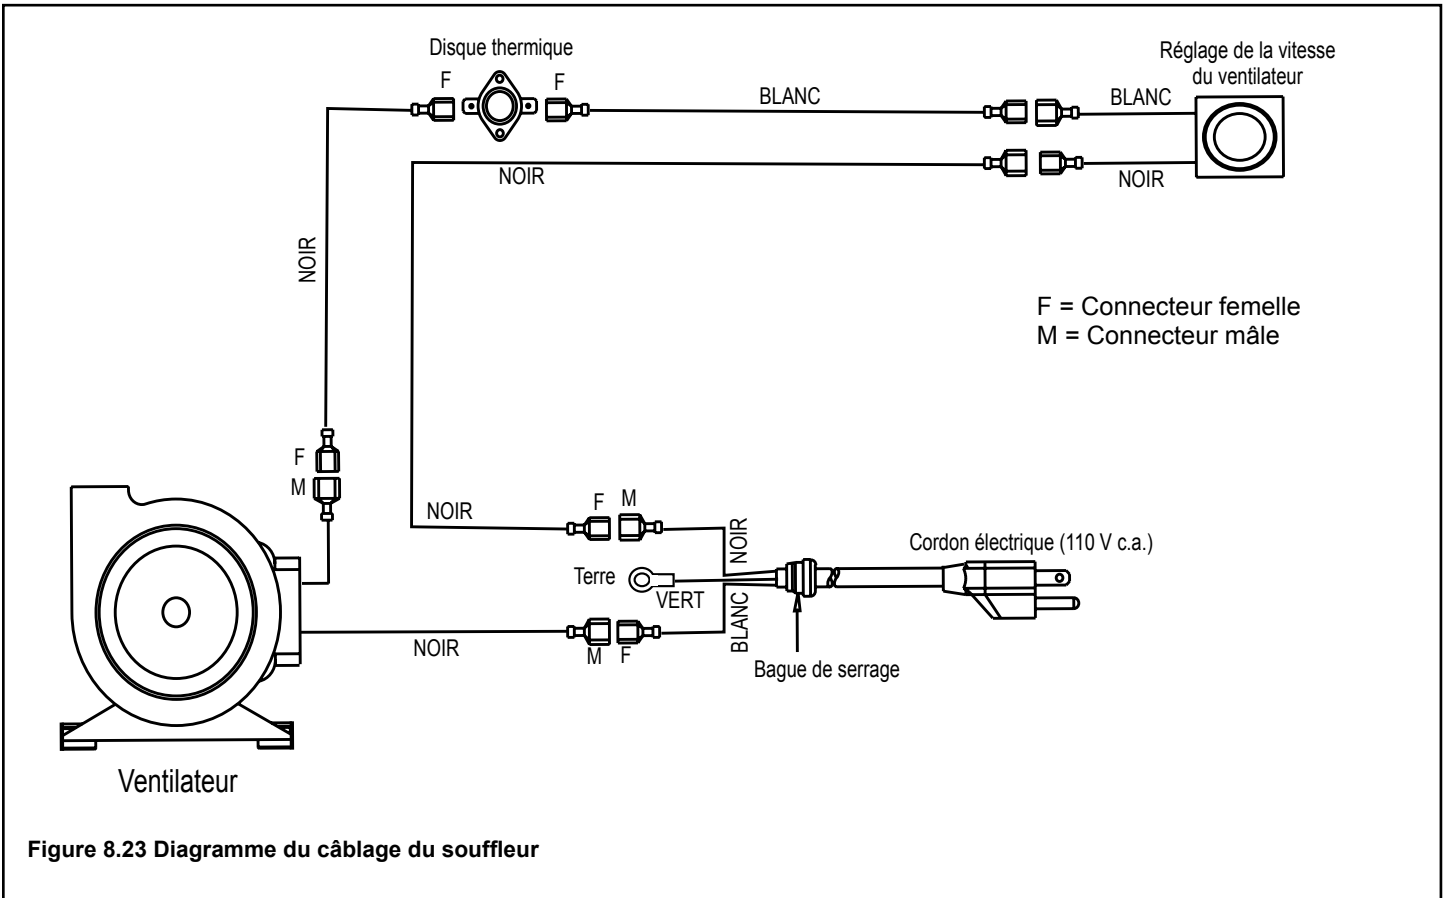 Disque thermique
Réglage de la vitesse
du ventilateur
F
F
BLANC
BLANC
NOIR
NOIR
NOIR
F = Connecteur femelle
M = Connecteur mâle
F
M
NOIR
F
M
NOIR
Cordon électrique (110 V c.a.)
Terre
VERT
BLANC
NOIR
M
F
Bague de serrage
Ventilateur
Figure 8.23 Diagramme du câblage du souffleur